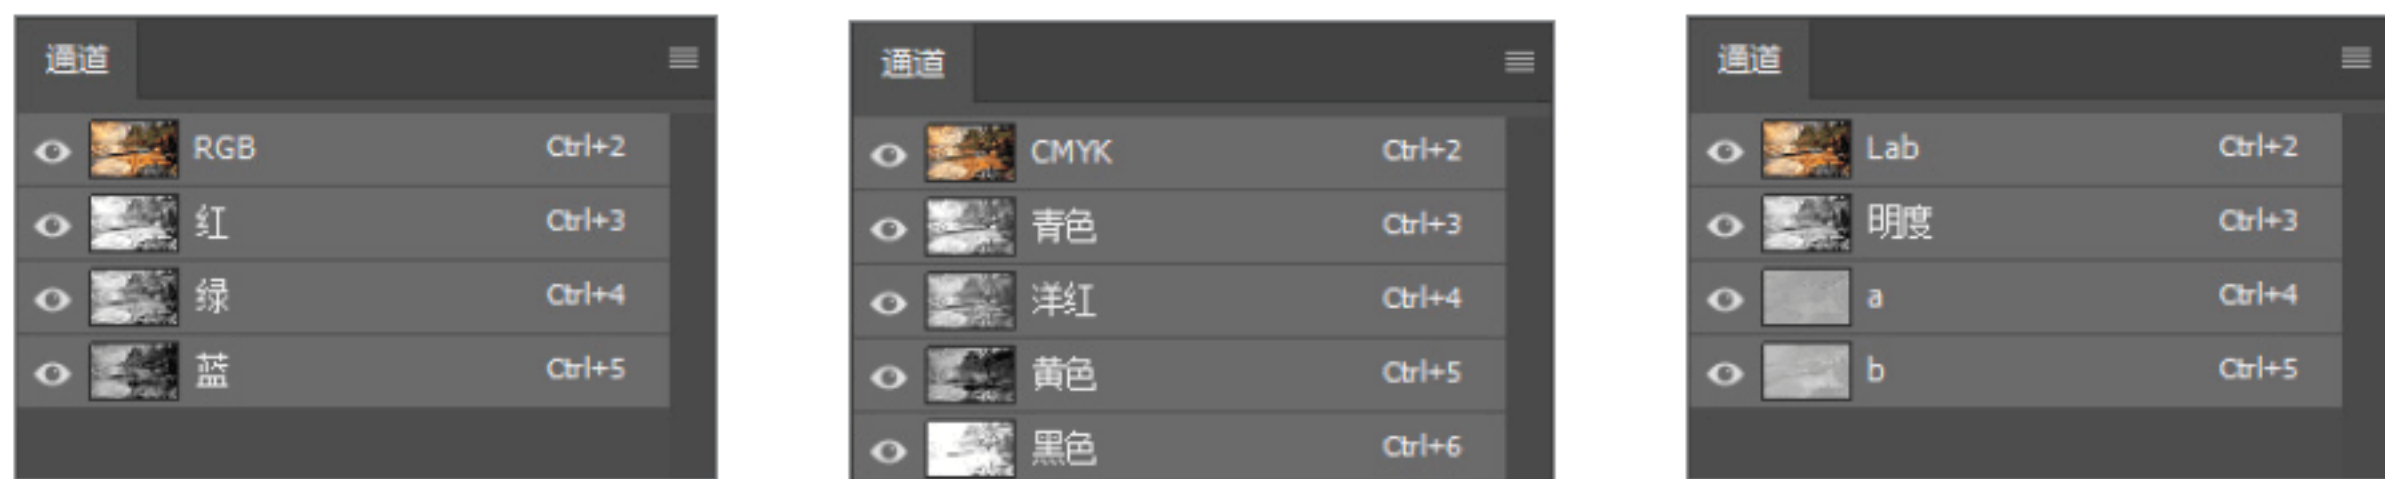 通道
RGB Ctrl+2
红 Ctrl+3
绿 Ctrl+4
蓝 Ctrl+5
通道
CMYK Ctrl+2
青色 Ctrl+3
洋红 Ctrl+4
黄色 Ctrl+5
黑色 Ctrl+6
通道
Lab Ctrl+2
明度 Ctrl+3
a Ctrl+4
b Ctrl+5